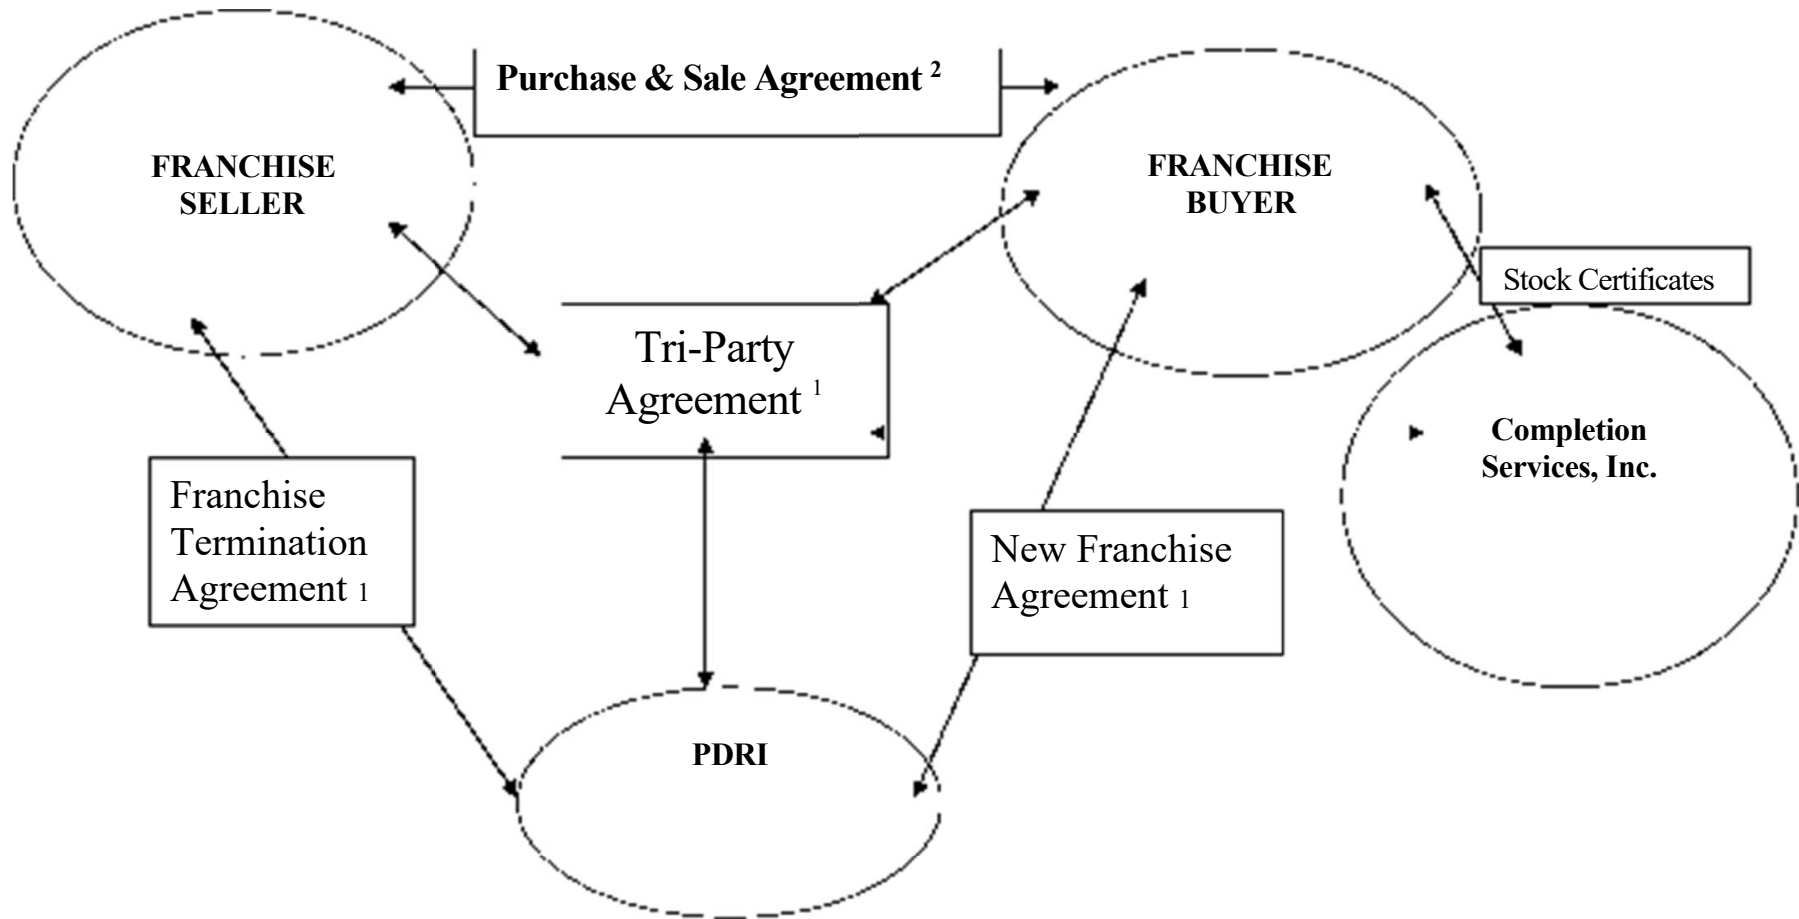 Purchase & Sale Agreement 2
FRANCHISE
SELLER
FRANCHISE
BUYER
Stock Certificates
Tri-Party
Agreement 1
Completion
Services, Inc.
Franchise
Termination
Agreement 1
New Franchise
Agreement 1
PDRI